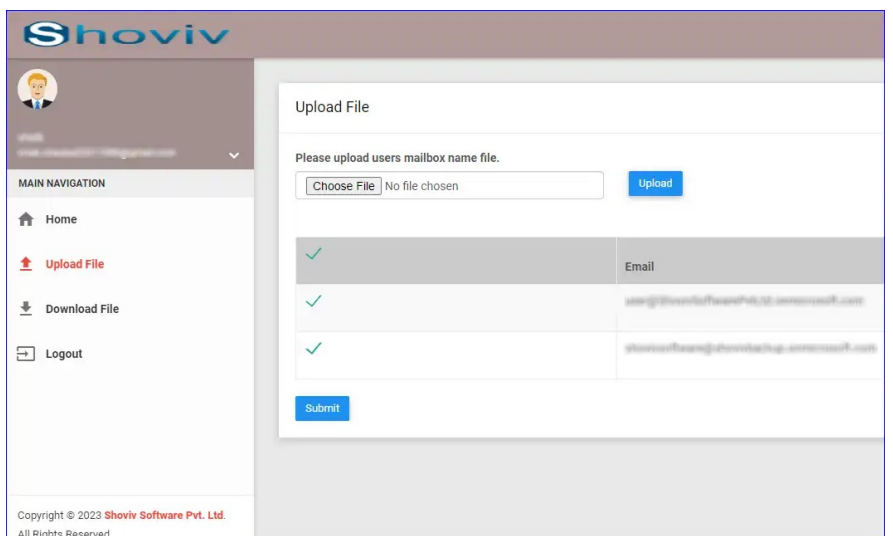 Shoviv
MAIN NAVIGATION
Home
Upload File
Download File
Logout
Copyright © 2023 Shoviv Software Pvt. Ltd.
All Rights Reserved
Upload File
Please upload users mailbox name file.
Choose File No file chosen
Upload
Email
Submit